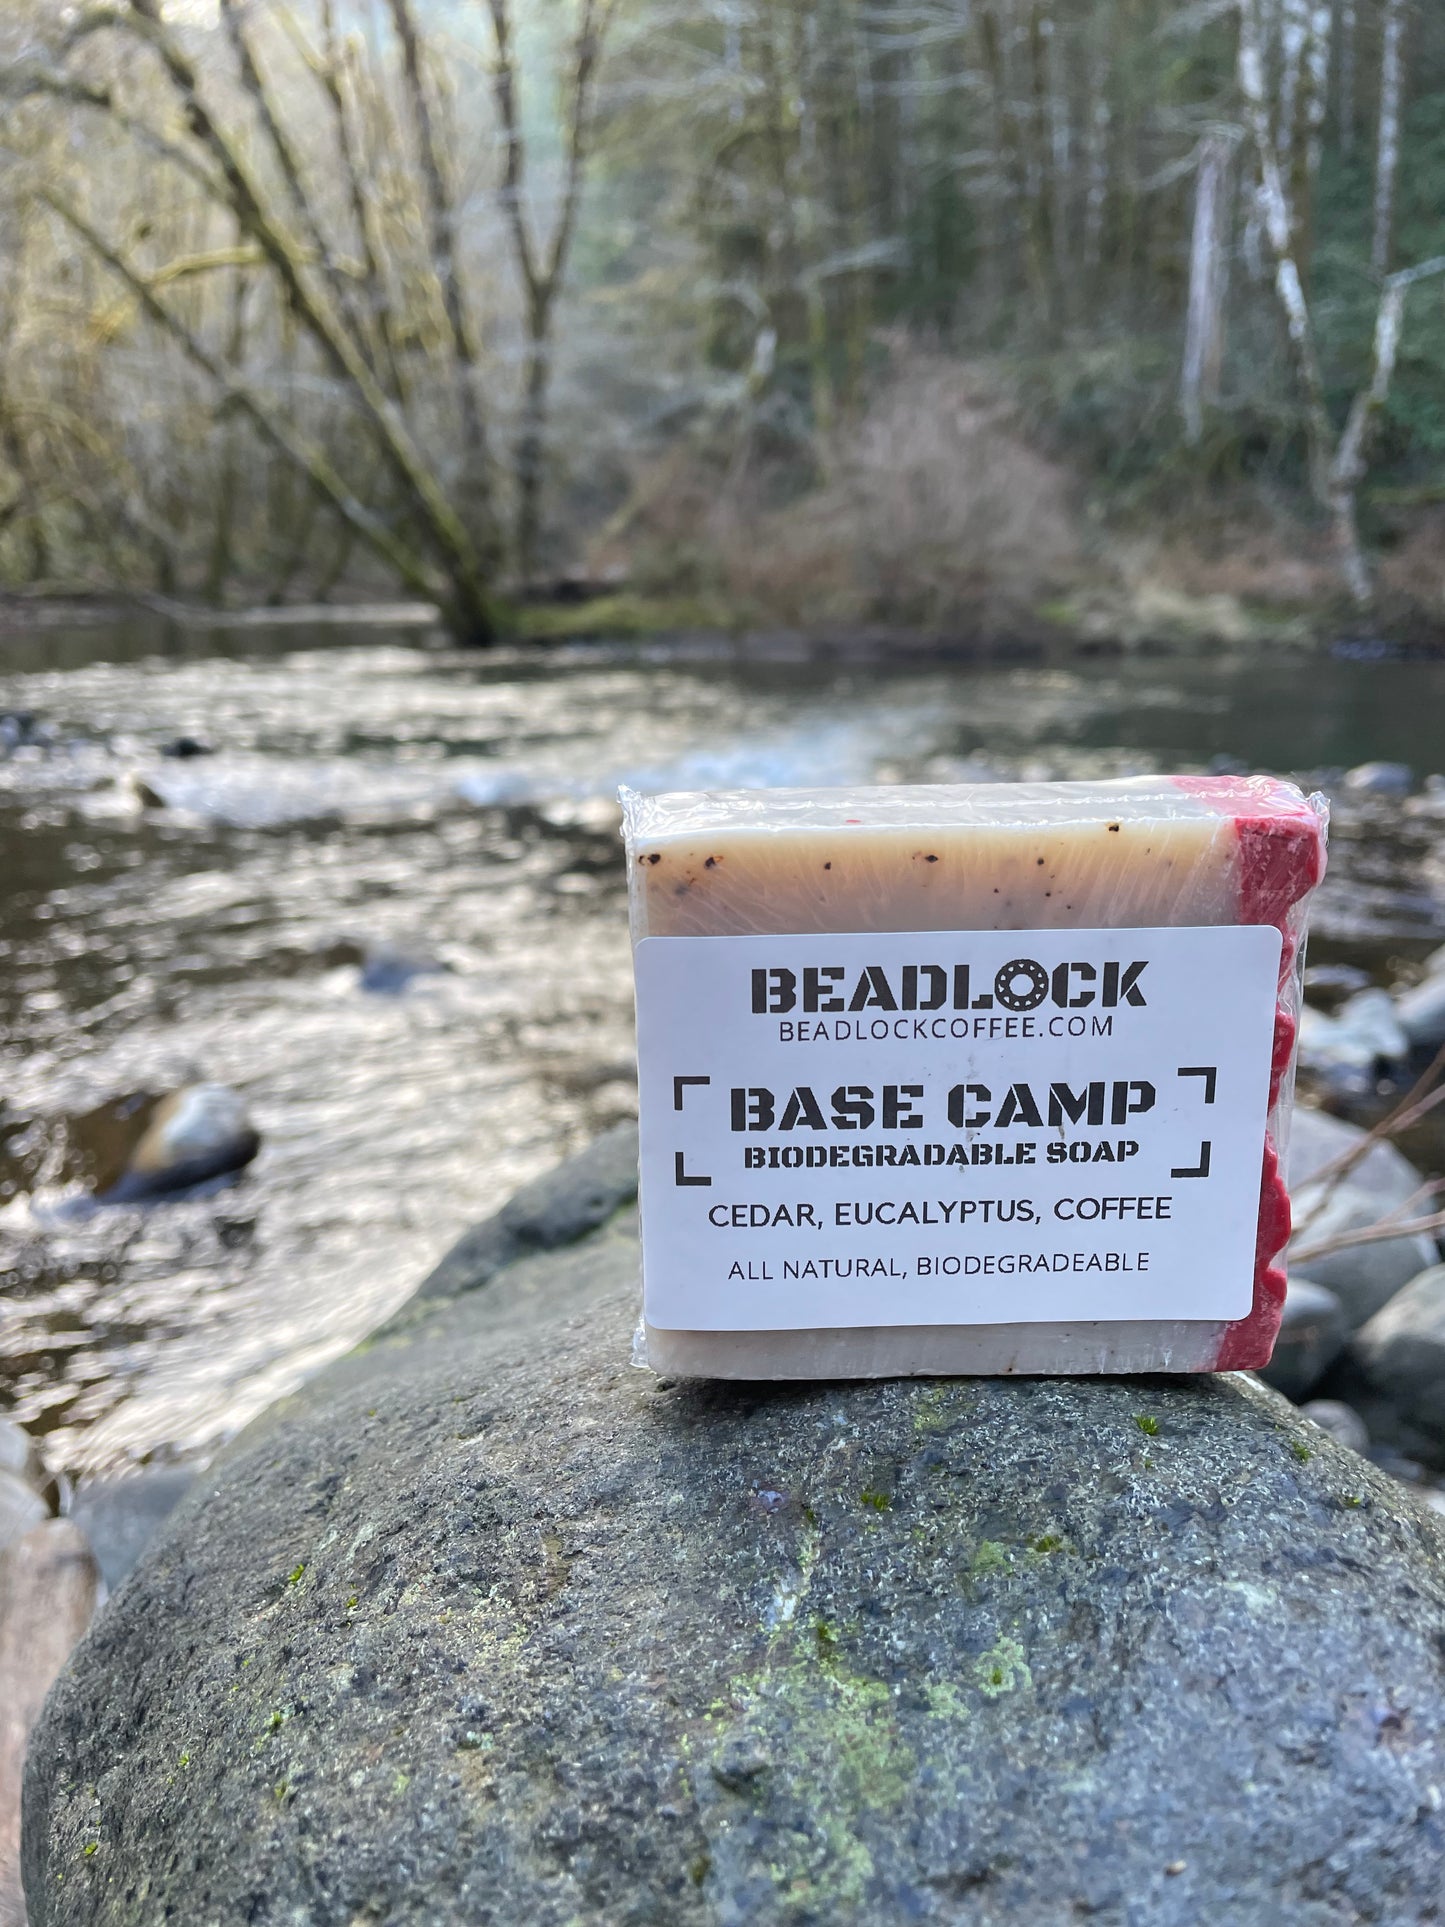 BEADLOCK
BEADLOCKCOFFEE.COM
BASE CAMP
BIODEGRADABLE SOAP
CEDAR, EUCALYPTUS, COFFEE
ALL NATURAL, BIODEGRADEABLE